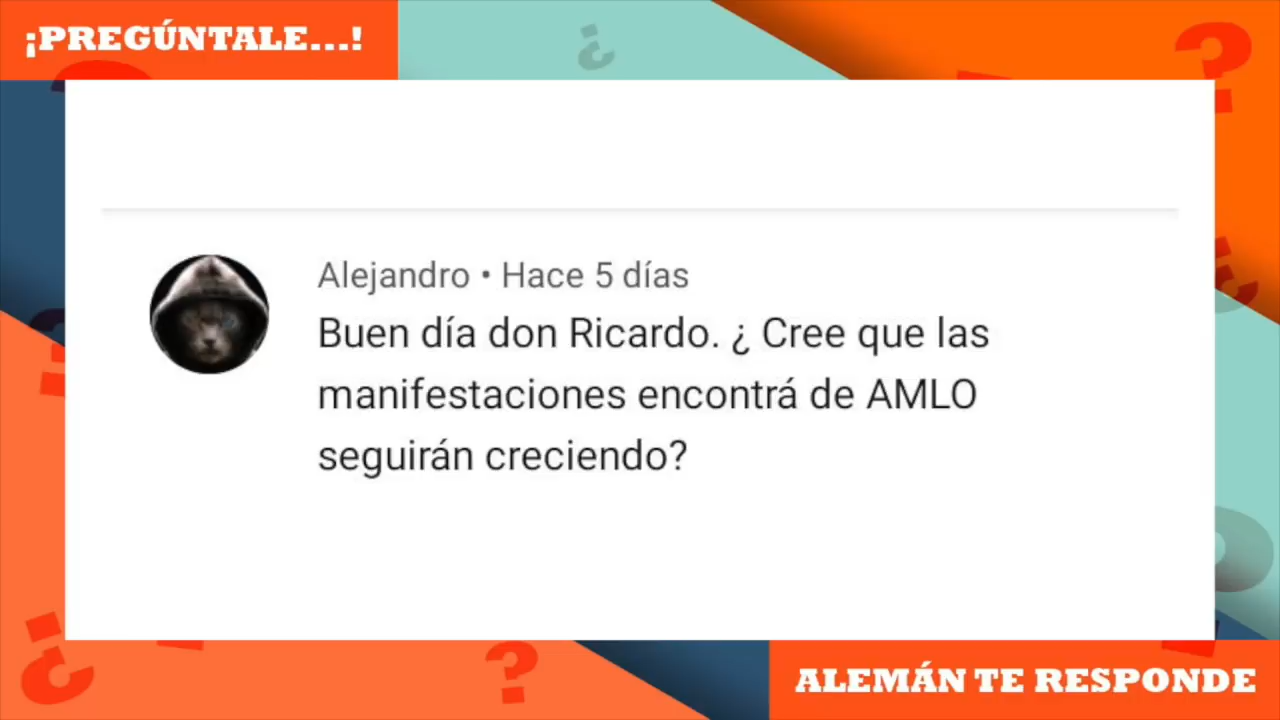 ¡PREGÚNTALE...!
Alejandro • Hace 5 días
Buen día don Ricardo. ¿ Cree que las
manifestaciones encontrá de AMLO
seguirán creciendo?
ALEMÁN TE RESPONDE